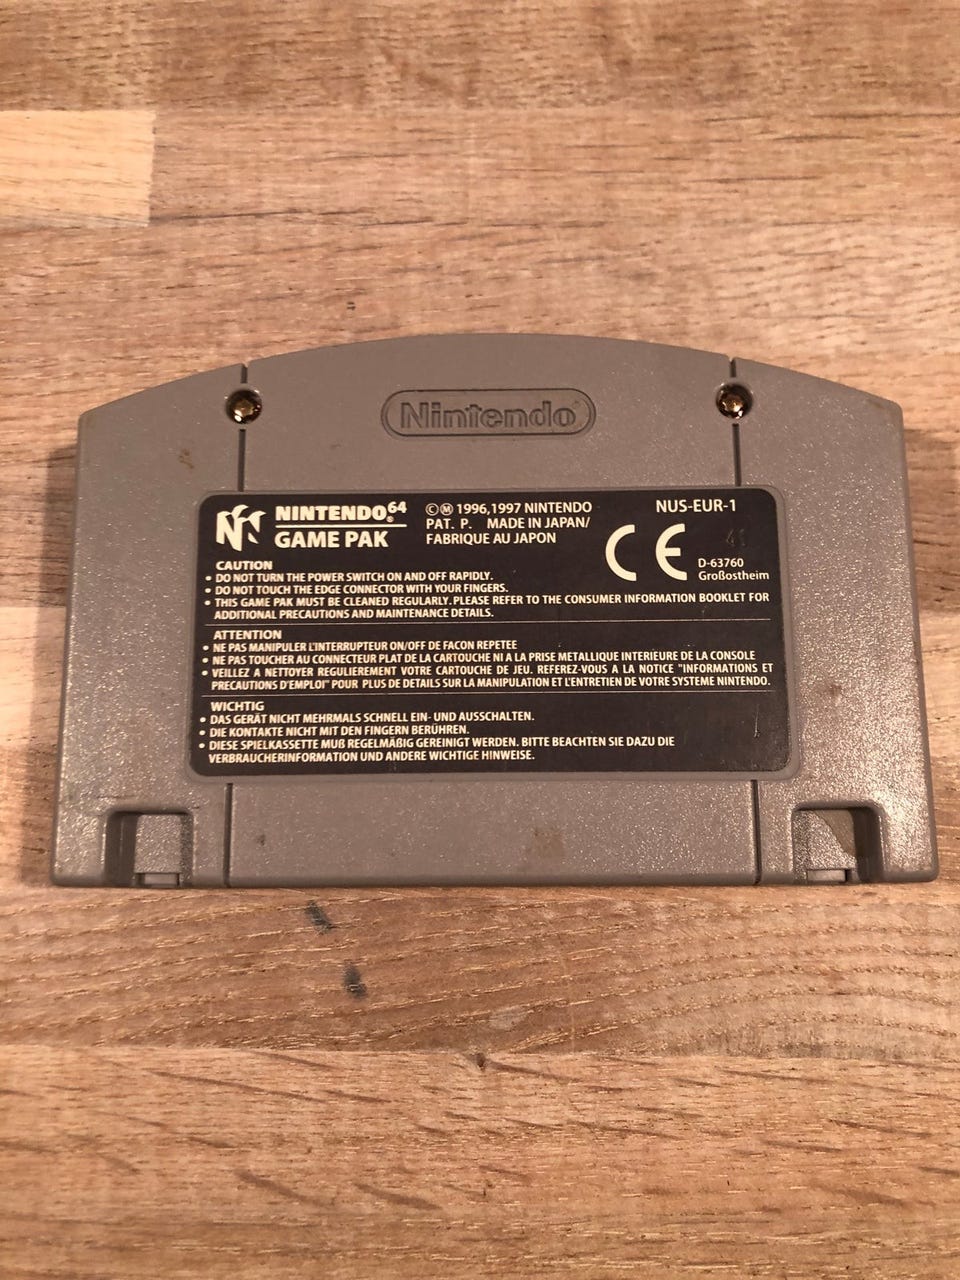 Nintendo®
NINTENDO®64
GAME PAK
©Ⓜ 1996,1997 NINTENDO
PAT. P. MADE IN JAPAN/
FABRIQUE AU JAPON
NUS-EUR-1
CE
41
D-63760
Großostheim
CAUTION
• DO NOT TURN THE POWER SWITCH ON AND OFF RAPIDLY.
• DO NOT TOUCH THE EDGE CONNECTOR WITH YOUR FINGERS.
• THIS GAME PAK MUST BE CLEANED REGULARLY. PLEASE REFER TO THE CONSUMER INFORMATION BOOKLET FOR
ADDITIONAL PRECAUTIONS AND MAINTENANCE DETAILS.
ATTENTION
• NE PAS MANIPULER L'INTERRUPTEUR ON/OFF DE FACON REPETEE
• NE PAS TOUCHER AU CONNECTEUR PLAT DE LA CARTOUCHE NI A LA PRISE METALLIQUE INTERIEURE DE LA CONSOLE
• VEILLEZ A NETTOYER REGULIEREMENT VOTRE CARTOUCHE DE JEU. REFEREZ-VOUS A LA NOTICE "INFORMATIONS ET
PRECAUTIONS D'EMPLOI" POUR PLUS DE DETAILS SUR LA MANIPULATION ET L'ENTRETIEN DE VOTRE SYSTEME NINTENDO.
WICHTIG
• DAS GERÄT NICHT MEHRMALS SCHNELL EIN- UND AUSSCHALTEN.
• DIE KONTAKTE NICHT MIT DEN FINGERN BERÜHREN.
• DIESE SPIELKASSETTE MUß REGELMÄßIG GEREINIGT WERDEN. BITTE BEACHTEN SIE DAZU DIE
VERBRAUCHERINFORMATION UND ANDERE WICHTIGE HINWEISE.